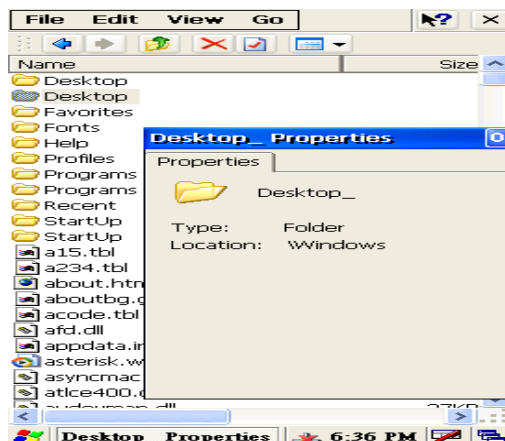 File Edit View Go
Name Size
Desktop
Desktop
Favorites
Fonts
Help
Profiles
Programs
Programs
Recent
StartUp
StartUp
a15.tbl
a234.tbl
about.htm
aboutbg.g
acode.tbl
afd.dll
appdata.in
asterisk.w
asyncmac
atlce400.d
Desktop_ Properties
Properties
Desktop_
Type: Folder
Location: \Windows
Desktop_ Properties 6:36 PM